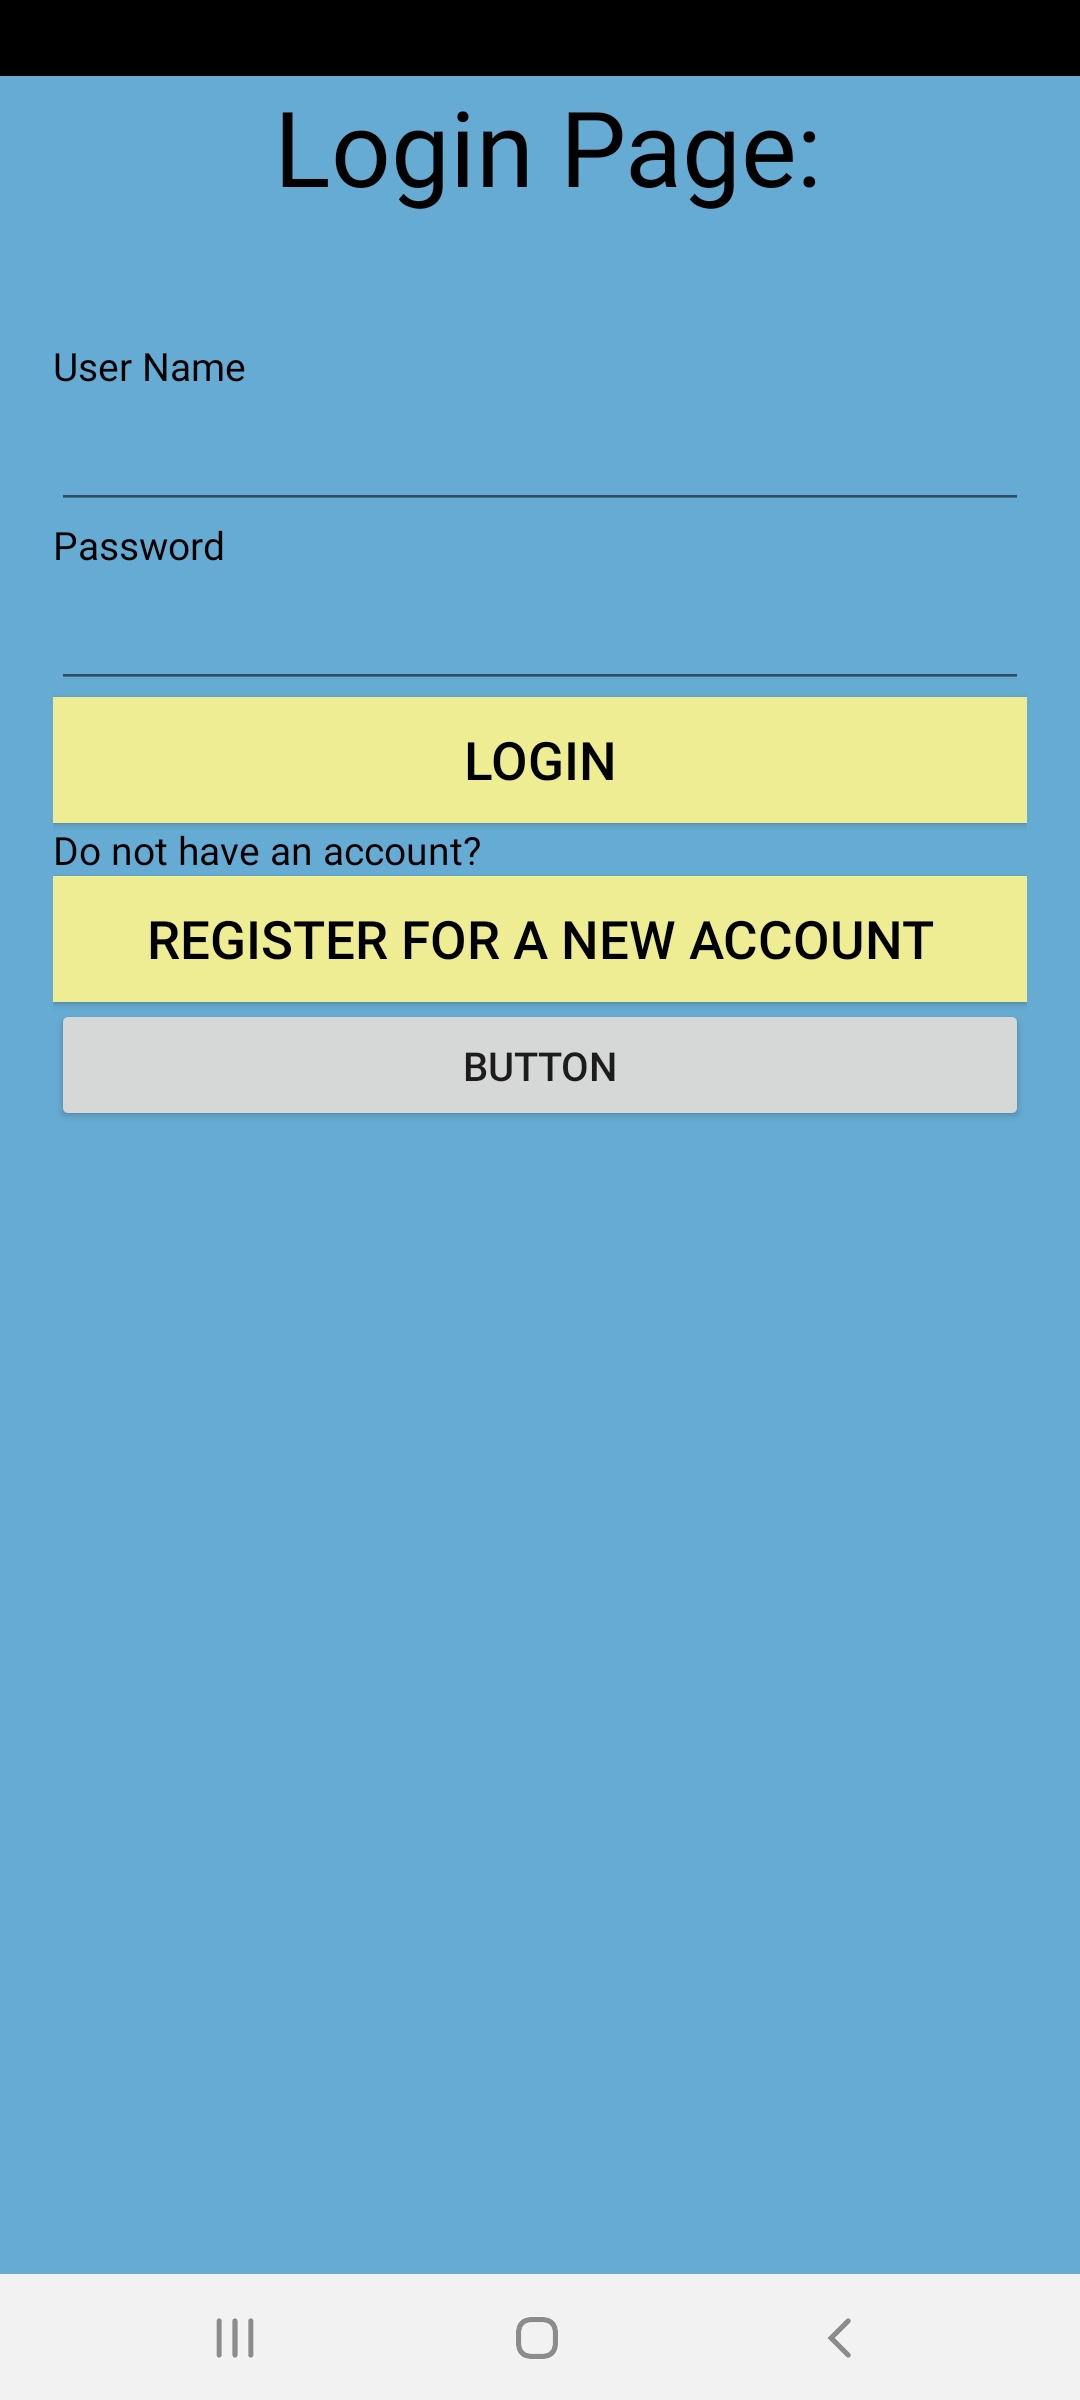 Login Page:
User Name
Password
LOGIN
Do not have an account?
REGISTER FOR A NEW ACCOUNT
BUTTON